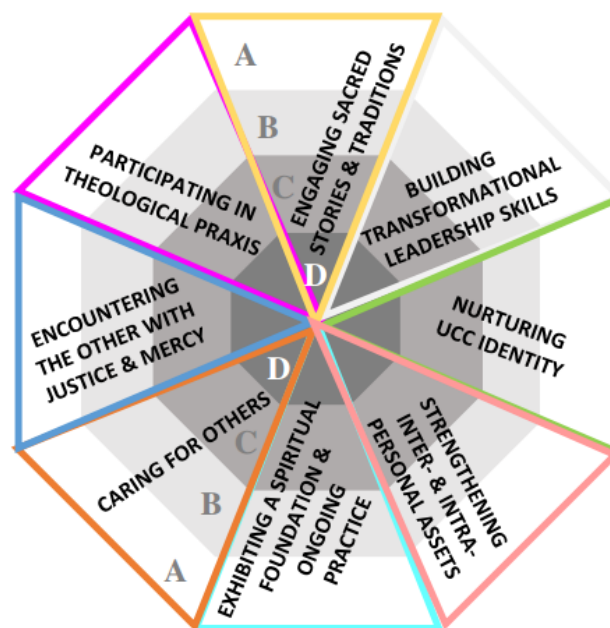 A
B
C
D
ENGAGING SACRED
STORIES & TRADITIONS
BUILDING
TRANSFORMATIONAL
LEADERSHIP SKILLS
NURTURING
UCC IDENTITY
STRENGTHENING
INTER- & INTRA-
PERSONAL ASSETS
EXHIBITING A SPIRITUAL
FOUNDATION &
ONGOING
PRACTICE
D
C
B
A
CARING FOR OTHERS
ENCOUNTERING
THE OTHER WITH
JUSTICE & MERCY
PARTICIPATING IN
THEOLOGICAL PRAXIS